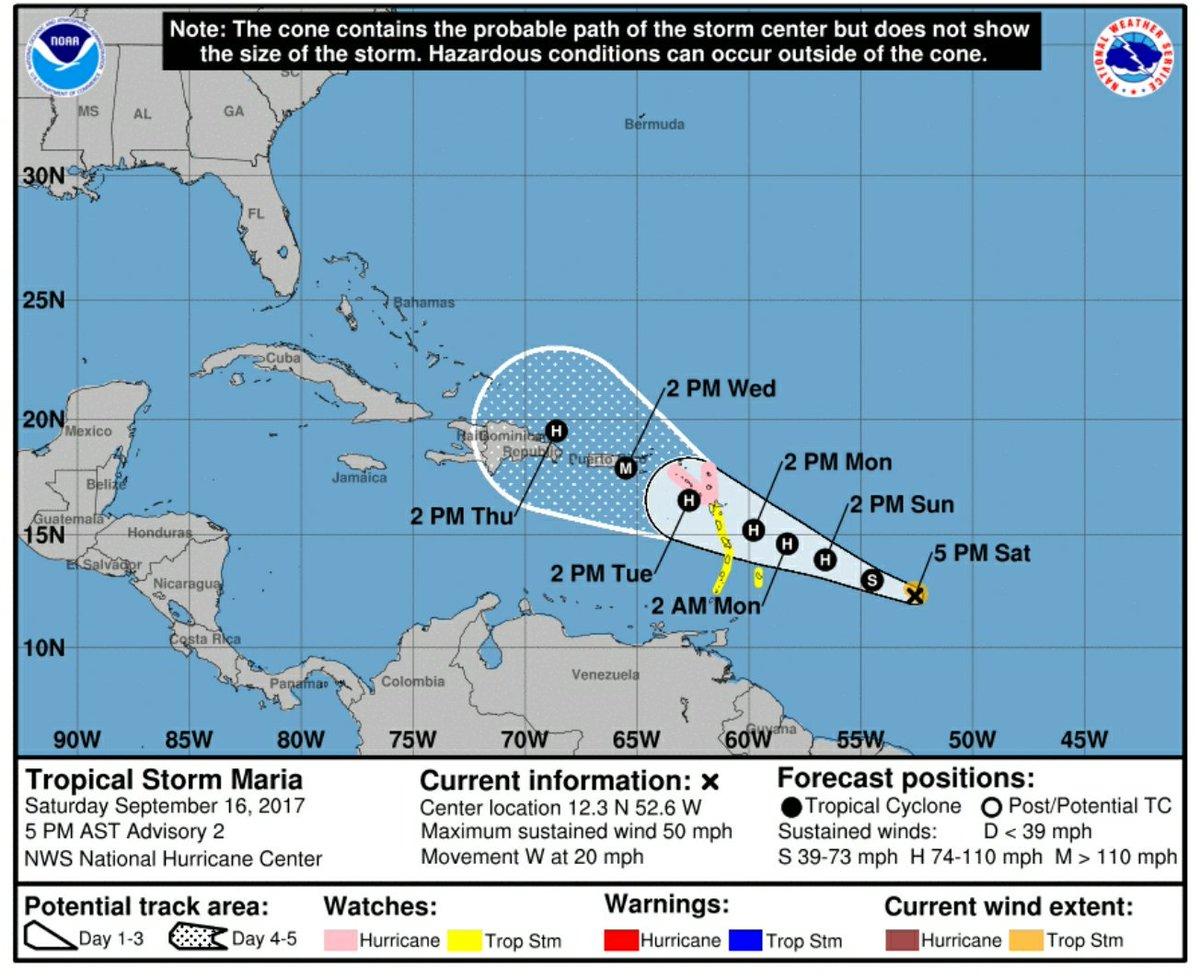 Note: The cone contains the probable path of the storm center but does not show
the size of the storm. Hazardous conditions can occur outside of the cone.
NOAA
NATIONAL WEATHER SERVICE
SC
MS
AL
GA
Bermuda
30N
FL
25N
Bahamas
Cuba
2 PM Wed
20N
Mexico
Haiti
Dominican
Republic
Puerto
Belize
Jamaica
2 PM Mon
2 PM Thu
2 PM Sun
Guatemala
Honduras
15N
El Salvador
2 PM Tue
5 PM Sat
Nicaragua
2 AM Mon
H
M
H
H
H
H
S
Costa Rica
10N
Panama
Colombia
Venezuela
Guyana
90W 85W 80W 75W 70W 65W 60W 55W 50W 45W
Tropical Storm Maria
Saturday September 16, 2017
5 PM AST Advisory 2
NWS National Hurricane Center
Current information: x
Center location 12.3 N 52.6 W
Maximum sustained wind 50 mph
Movement W at 20 mph
Forecast positions:
Tropical Cyclone Post/Potential TC
Sustained winds: D < 39 mph
S 39-73 mph H 74-110 mph M > 110 mph
Potential track area:
Day 1-3 Day 4-5
Watches:
Hurricane Trop Stm
Warnings:
Hurricane Trop Stm
Current wind extent:
Hurricane Trop Stm